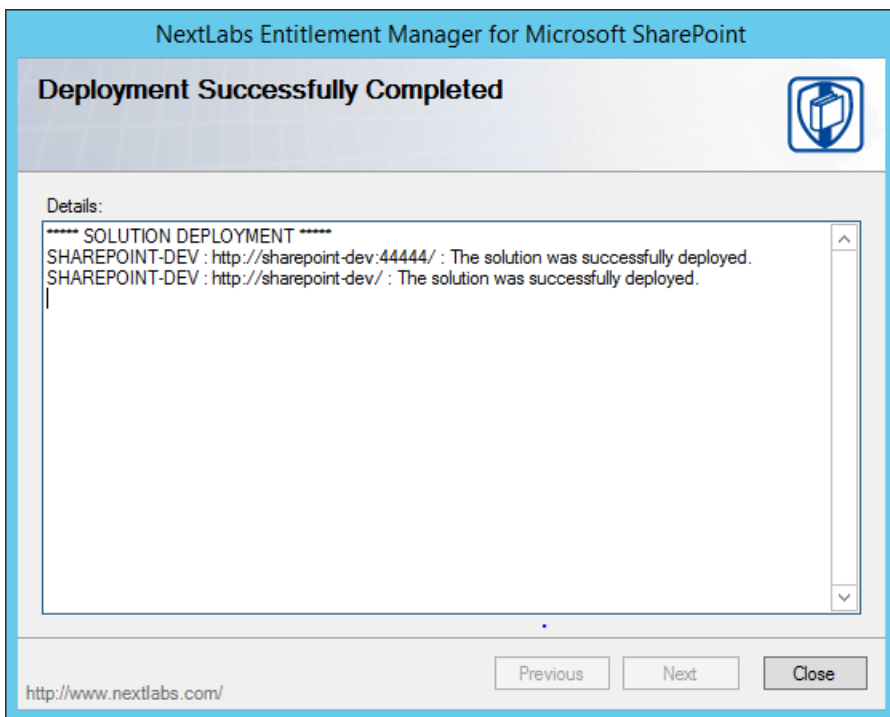 NextLabs Entitlement Manager for Microsoft SharePoint
Deployment Successfully Completed
Details:
***** SOLUTION DEPLOYMENT *****
SHAREPOINT-DEV : http://sharepoint-dev:44444/ : The solution was successfully deployed.
SHAREPOINT-DEV : http://sharepoint-dev/ : The solution was successfully deployed.
Previous
Next
Close
http://www.nextlabs.com/